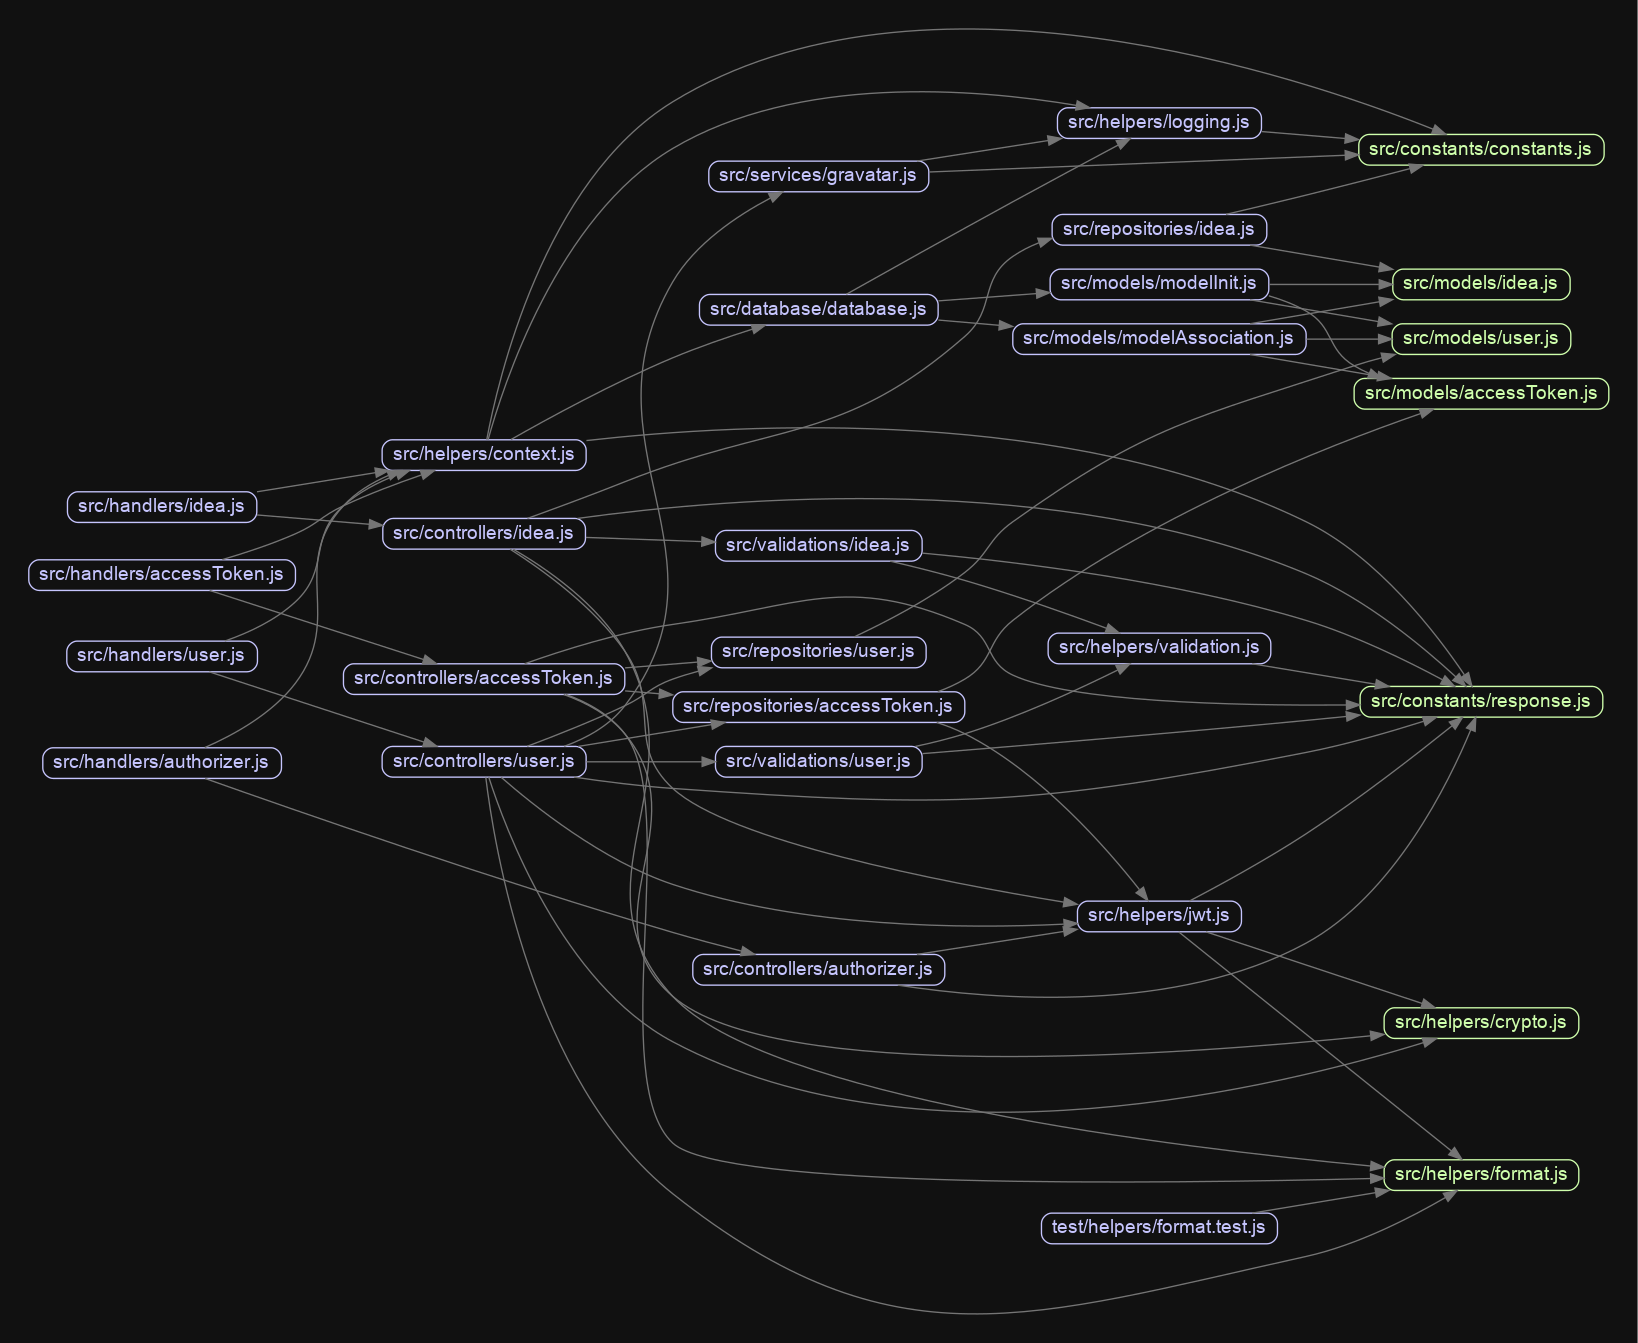 src/helpers/logging.js
src/constants/constants.js
src/services/gravatar.js
src/repositories/idea.js
src/models/modelInit.js
src/models/idea.js
src/database/database.js
src/models/modelAssociation.js
src/models/user.js
src/models/accessToken.js
src/helpers/context.js
src/handlers/idea.js
src/controllers/idea.js
src/validations/idea.js
src/handlers/accessToken.js
src/handlers/user.js
src/repositories/user.js
src/helpers/validation.js
src/controllers/accessToken.js
src/repositories/accessToken.js
src/constants/response.js
src/handlers/authorizer.js
src/controllers/user.js
src/validations/user.js
src/helpers/jwt.js
src/controllers/authorizer.js
src/helpers/crypto.js
src/helpers/format.js
test/helpers/format.test.js